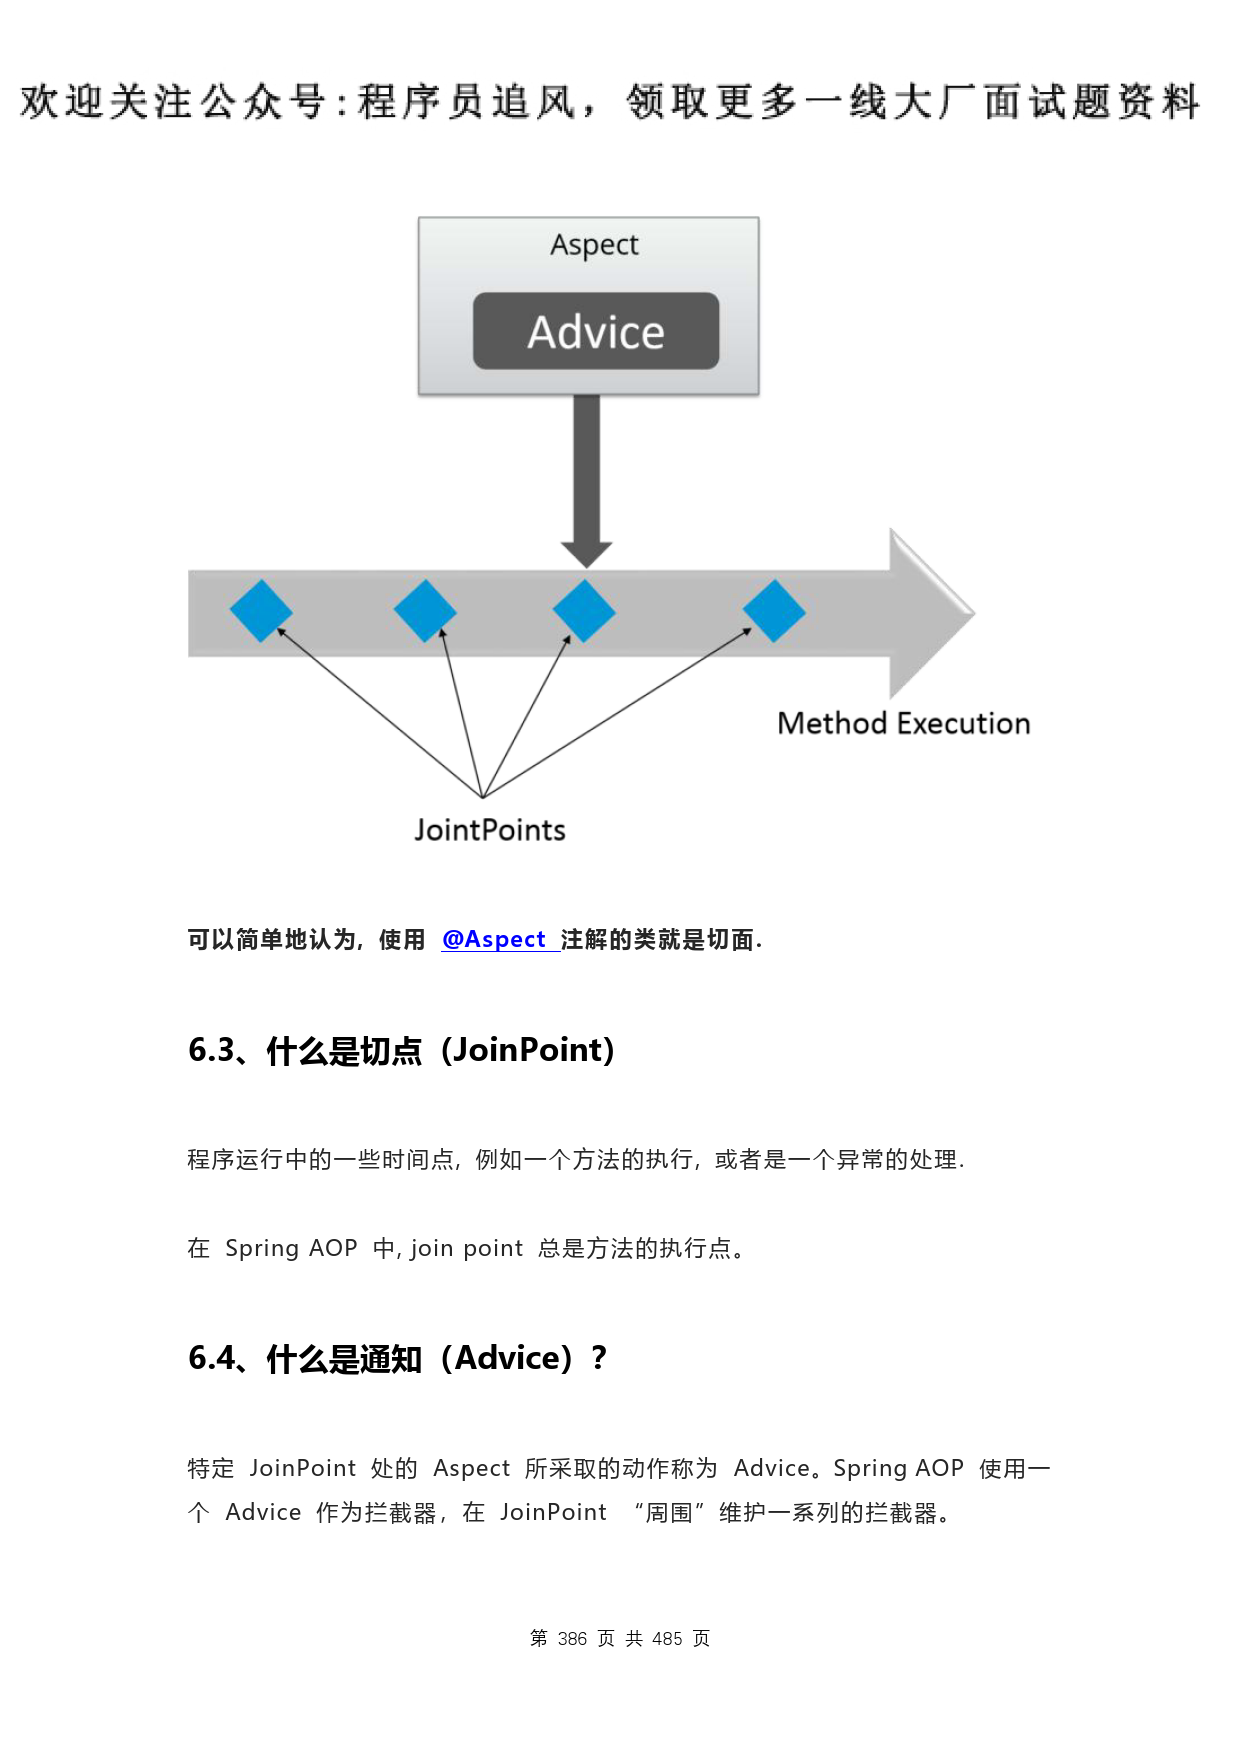 欢迎关注公众号:程序员追风，领取更多一线大厂面试题资料
Aspect
Advice
Method Execution
JointPoints
可以简单地认为, 使用 @Aspect 注解的类就是切面.
6.3、什么是切点（JoinPoint）
程序运行中的一些时间点, 例如一个方法的执行, 或者是一个异常的处理.
在 Spring AOP 中, join point 总是方法的执行点。
6.4、什么是通知（Advice）？
特定 JoinPoint 处的 Aspect 所采取的动作称为 Advice。Spring AOP 使用一
个 Advice 作为拦截器，在 JoinPoint “周围”维护一系列的拦截器。
第 386 页 共 485 页